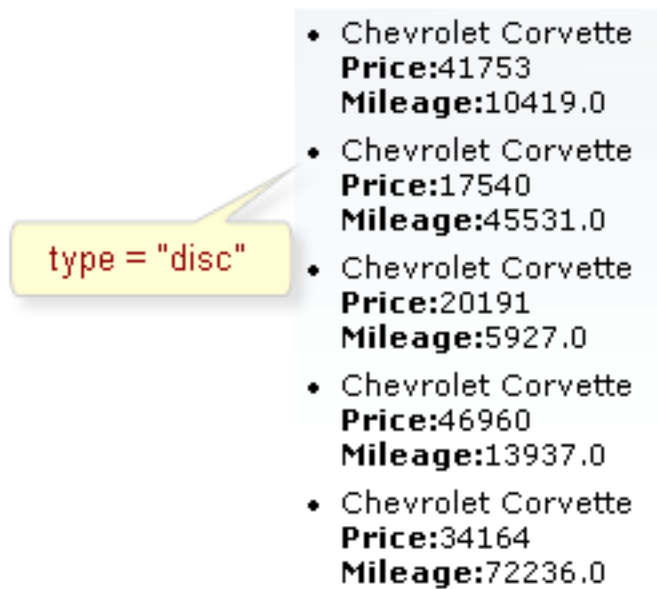 • Chevrolet Corvette
Price:41753
Mileage:10419.0
• Chevrolet Corvette
Price:17540
Mileage:45531.0
type = "disc"
• Chevrolet Corvette
Price:20191
Mileage:5927.0
• Chevrolet Corvette
Price:46960
Mileage:13937.0
• Chevrolet Corvette
Price:34164
Mileage:72236.0